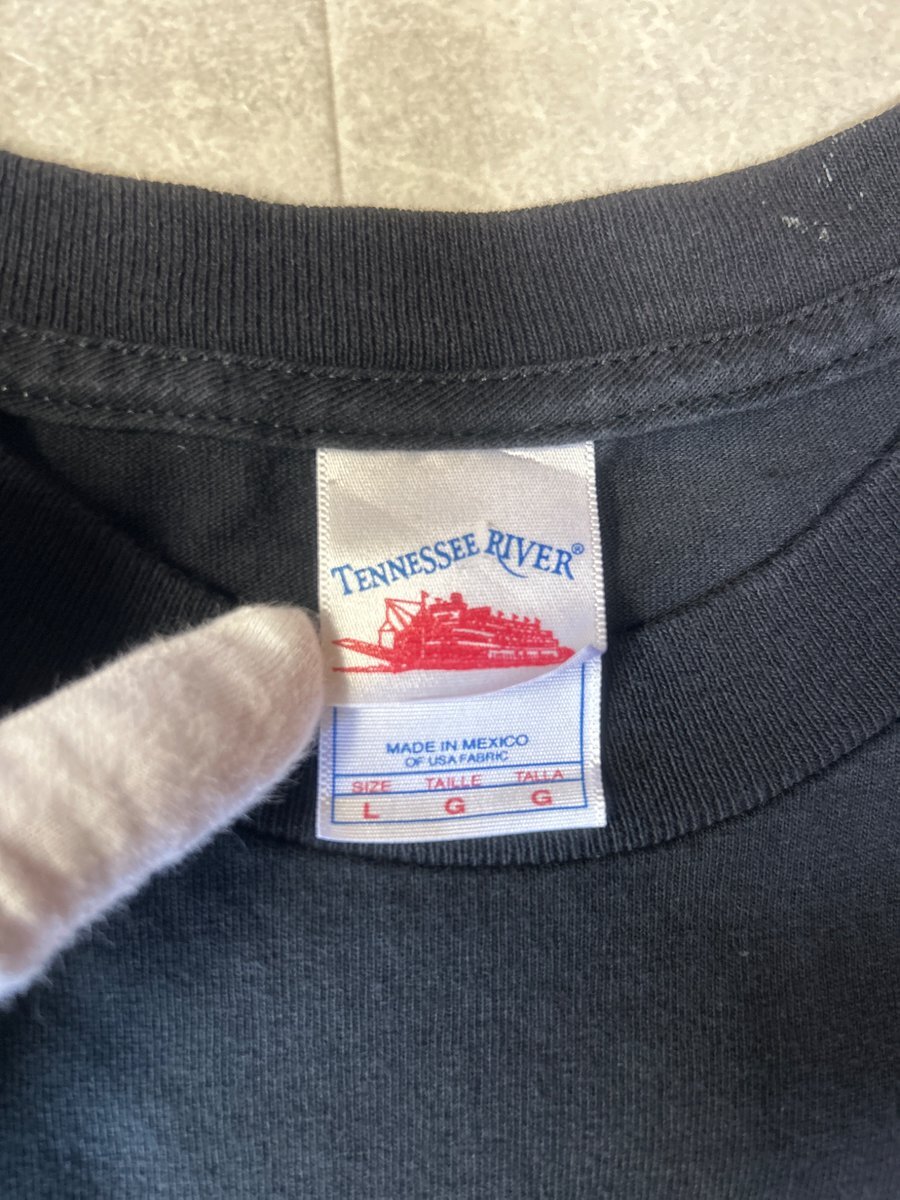 TENNESSEE RIVER®
MADE IN MEXICO
OF USA FABRIC
SIZE TAILLE TALLA
L G G